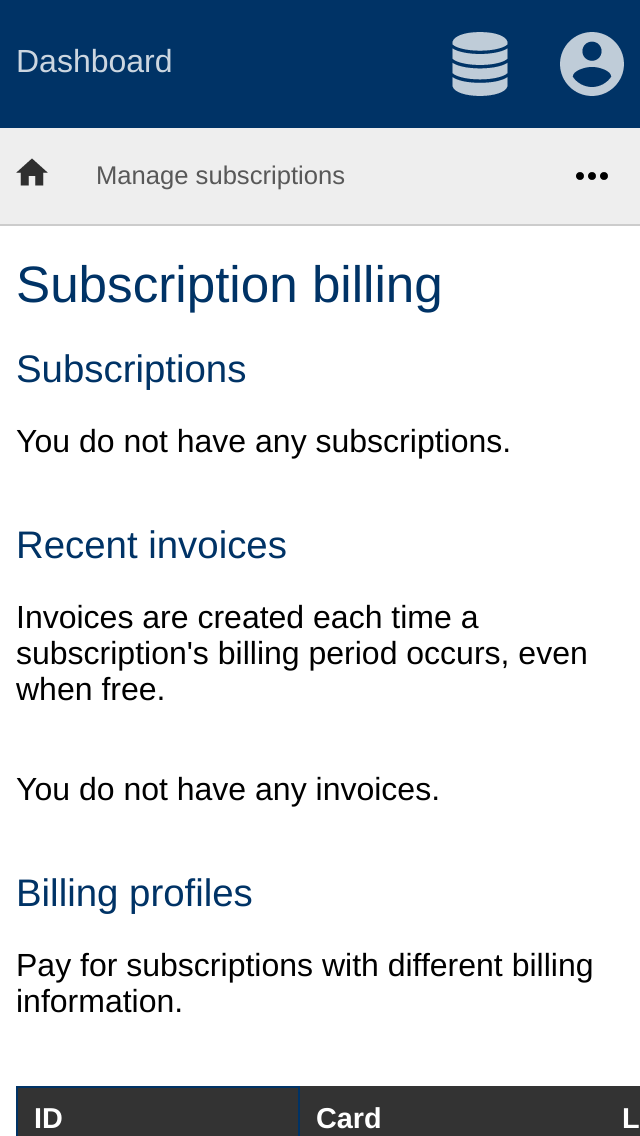 Dashboard
Manage subscriptions
Subscription billing
Subscriptions
You do not have any subscriptions.
Recent invoices
Invoices are created each time a
subscription's billing period occurs, even
when free.
You do not have any invoices.
Billing profiles
Pay for subscriptions with different billing
information.
ID Card